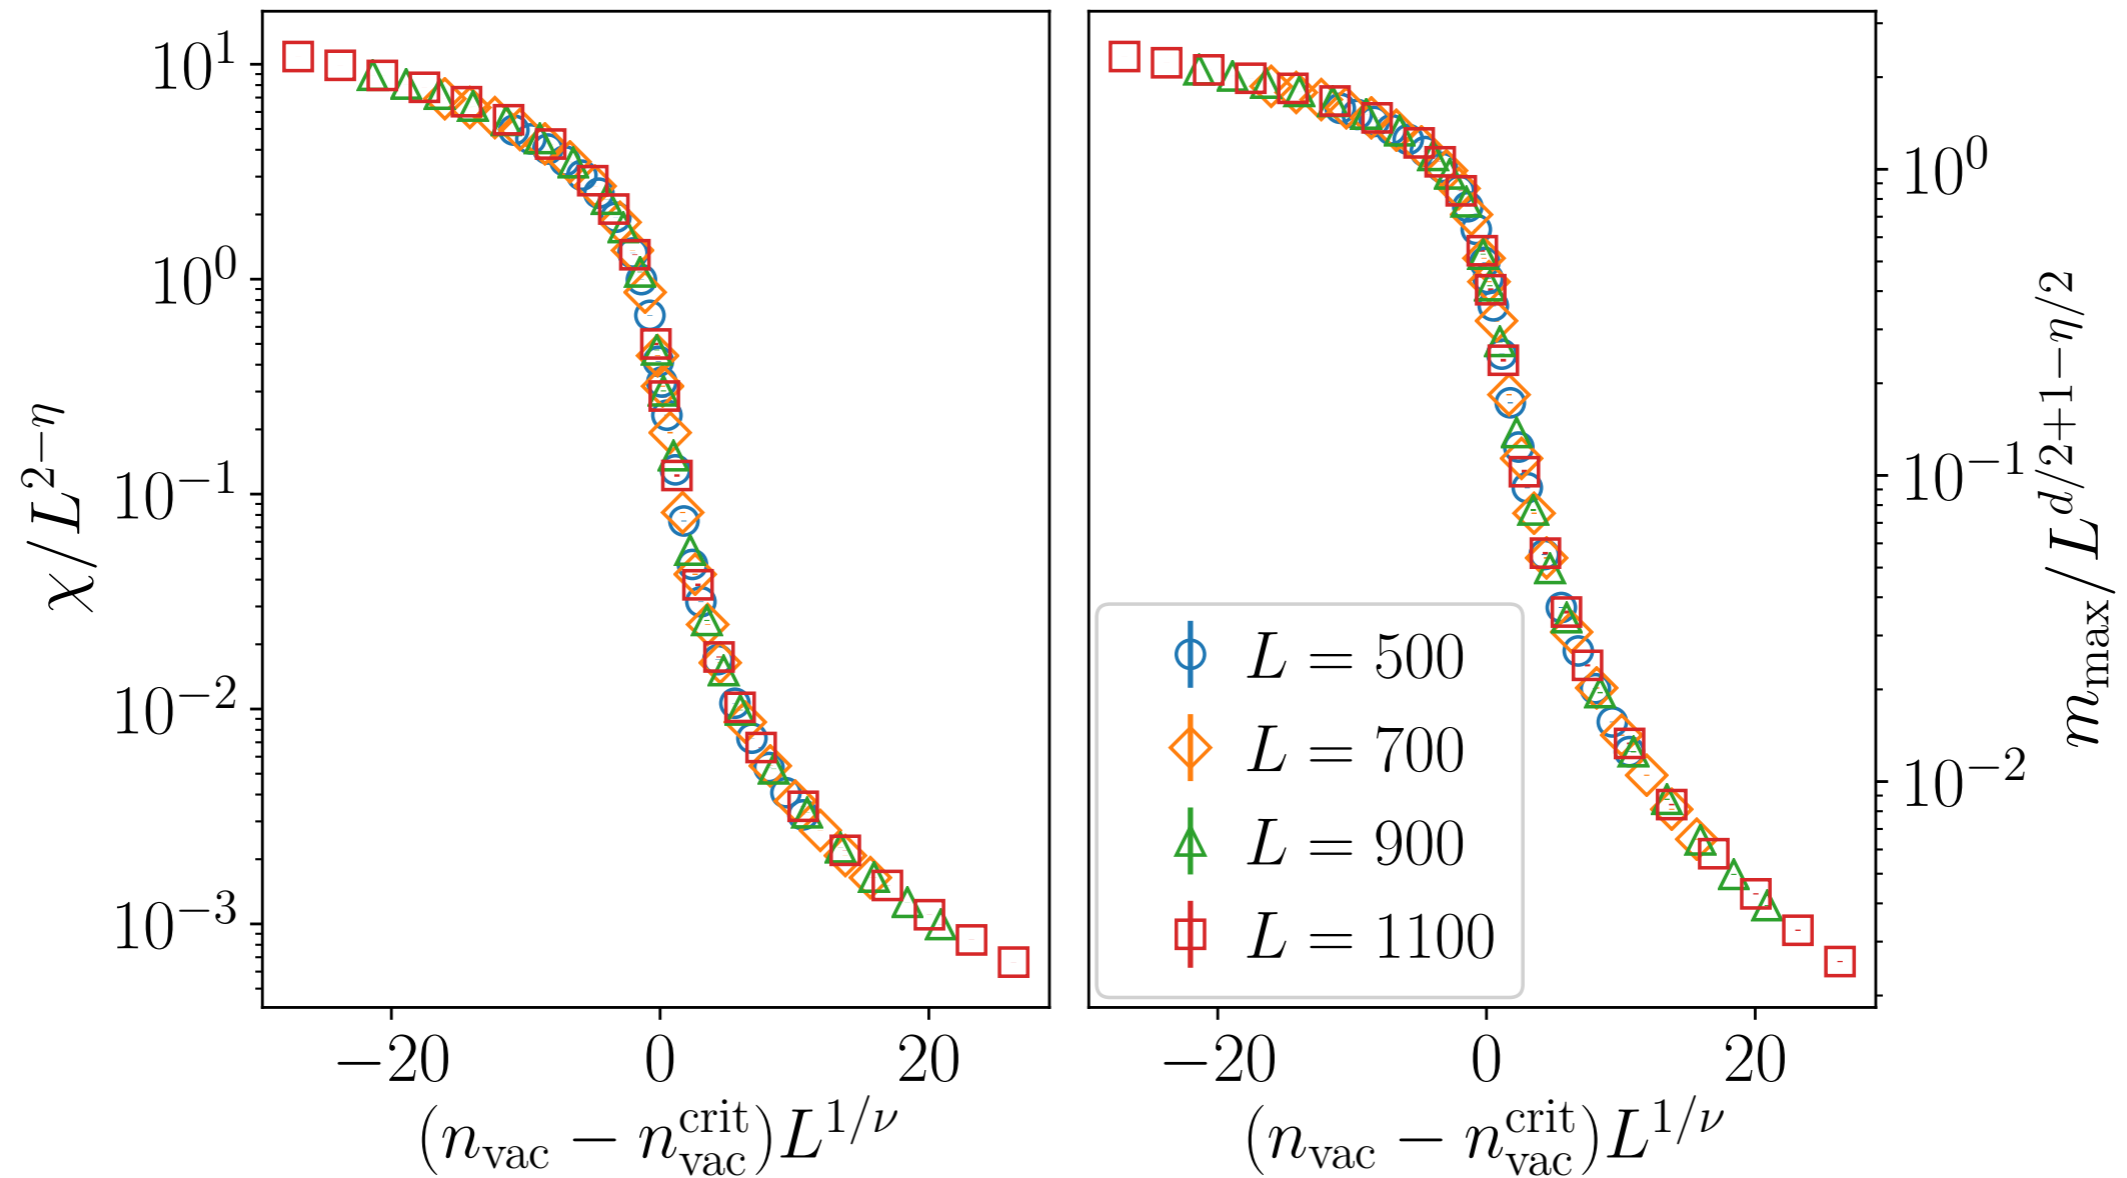 10^1
10^0
10^{-1}
10^{-2}
10^{-3}
χ/L^{2−η}
−20 0 20
(n_vac − n_vac^crit)L^{1/ν}
L = 500
L = 700
L = 900
L = 1100
10^0
10^{-1}
10^{-2}
m_max/L^{d/2+1−η/2}
−20 0 20
(n_vac − n_vac^crit)L^{1/ν}